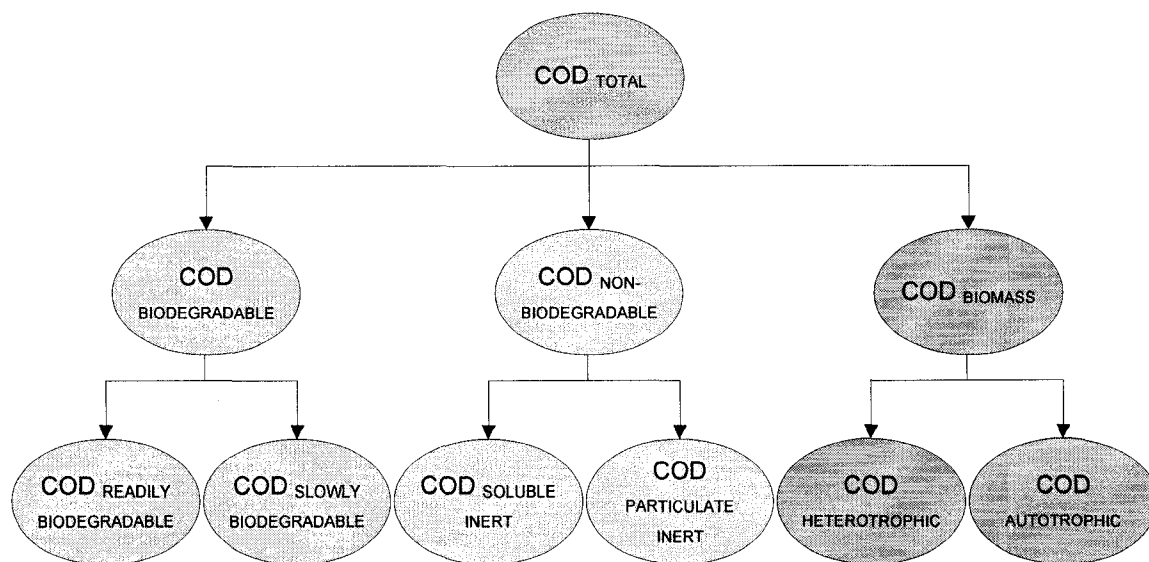 COD TOTAL
COD
BIODEGRADABLE
COD NON-
BIODEGRADABLE
COD BIOMASS
COD READILY
BIODEGRADABLE
COD SLOWLY
BIODEGRADABLE
COD SOLUBLE
INERT
COD
PARTICULATE
INERT
COD
HETEROTROPHIC
COD
AUTOTROPHIC